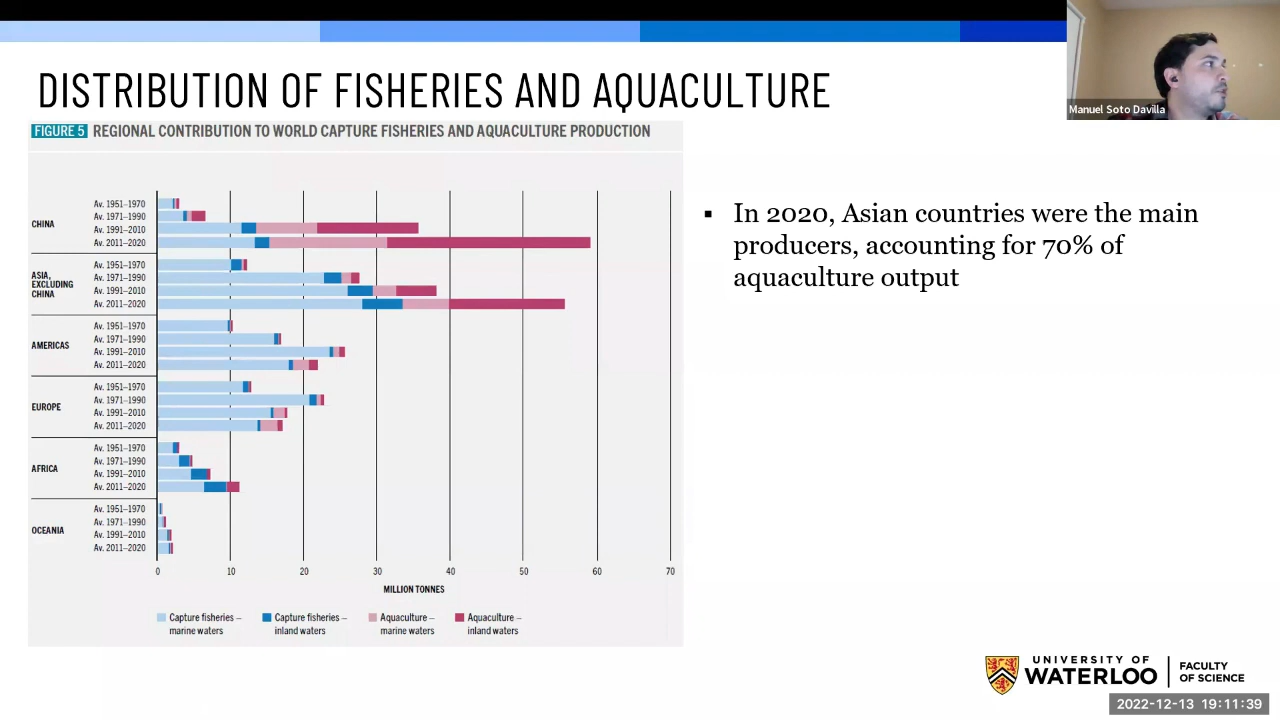 DISTRIBUTION OF FISHERIES AND AQUACULTURE
Manuel Soto Davilla
FIGURE 5 REGIONAL CONTRIBUTION TO WORLD CAPTURE FISHERIES AND AQUACULTURE PRODUCTION
CHINA
Av. 1951–1970
Av. 1971–1990
Av. 1991–2010
Av. 2011–2020
ASIA,
EXCLUDING
CHINA
Av. 1951–1970
Av. 1971–1990
Av. 1991–2010
Av. 2011–2020
AMERICAS
Av. 1951–1970
Av. 1971–1990
Av. 1991–2010
Av. 2011–2020
EUROPE
Av. 1951–1970
Av. 1971–1990
Av. 1991–2010
Av. 2011–2020
AFRICA
Av. 1951–1970
Av. 1971–1990
Av. 1991–2010
Av. 2011–2020
OCEANIA
Av. 1951–1970
Av. 1971–1990
Av. 1991–2010
Av. 2011–2020
0 10 20 30 40 50 60 70
MILLION TONNES
Capture fisheries –
marine waters
Capture fisheries –
inland waters
Aquaculture –
marine waters
Aquaculture –
inland waters
▪ In 2020, Asian countries were the main
producers, accounting for 70% of
aquaculture output
UNIVERSITY OF
WATERLOO
FACULTY
OF SCIENCE
2022-12-13 19:11:39